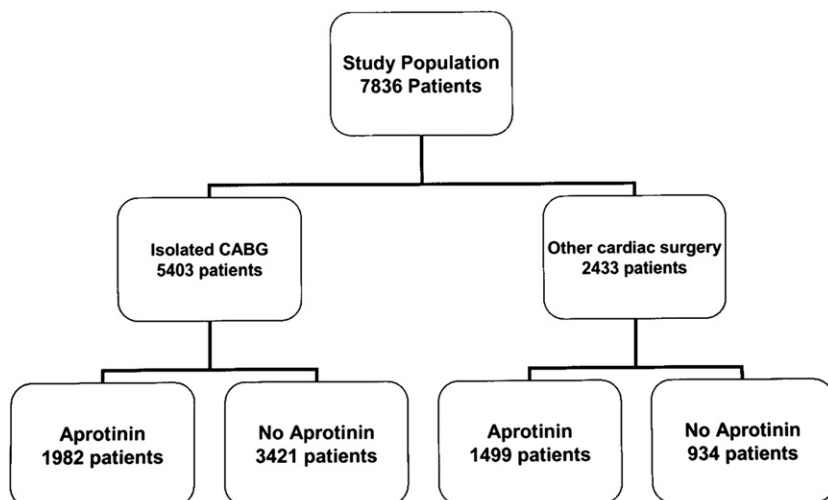 Study Population
7836 Patients
Isolated CABG
5403 patients
Other cardiac surgery
2433 patients
Aprotinin
1982 patients
No Aprotinin
3421 patients
Aprotinin
1499 patients
No Aprotinin
934 patients